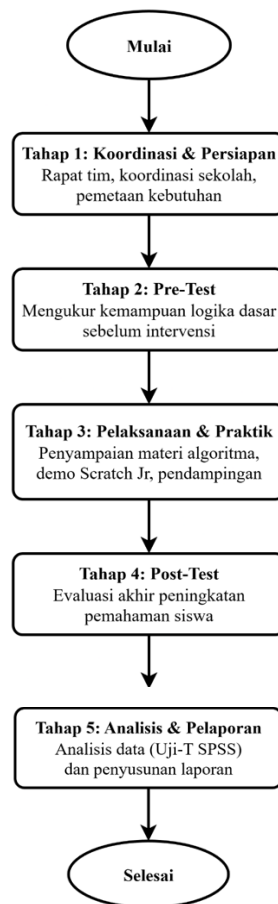 Mulai
Tahap 1: Koordinasi & Persiapan
Rapat tim, koordinasi sekolah,
pemetaan kebutuhan
Tahap 2: Pre-Test
Mengukur kemampuan logika dasar
sebelum intervensi
Tahap 3: Pelaksanaan & Praktik
Penyampaian materi algoritma,
demo Scratch Jr, pendampingan
Tahap 4: Post-Test
Evaluasi akhir peningkatan
pemahaman siswa
Tahap 5: Analisis & Pelaporan
Analisis data (Uji-T SPSS)
dan penyusunan laporan
Selesai